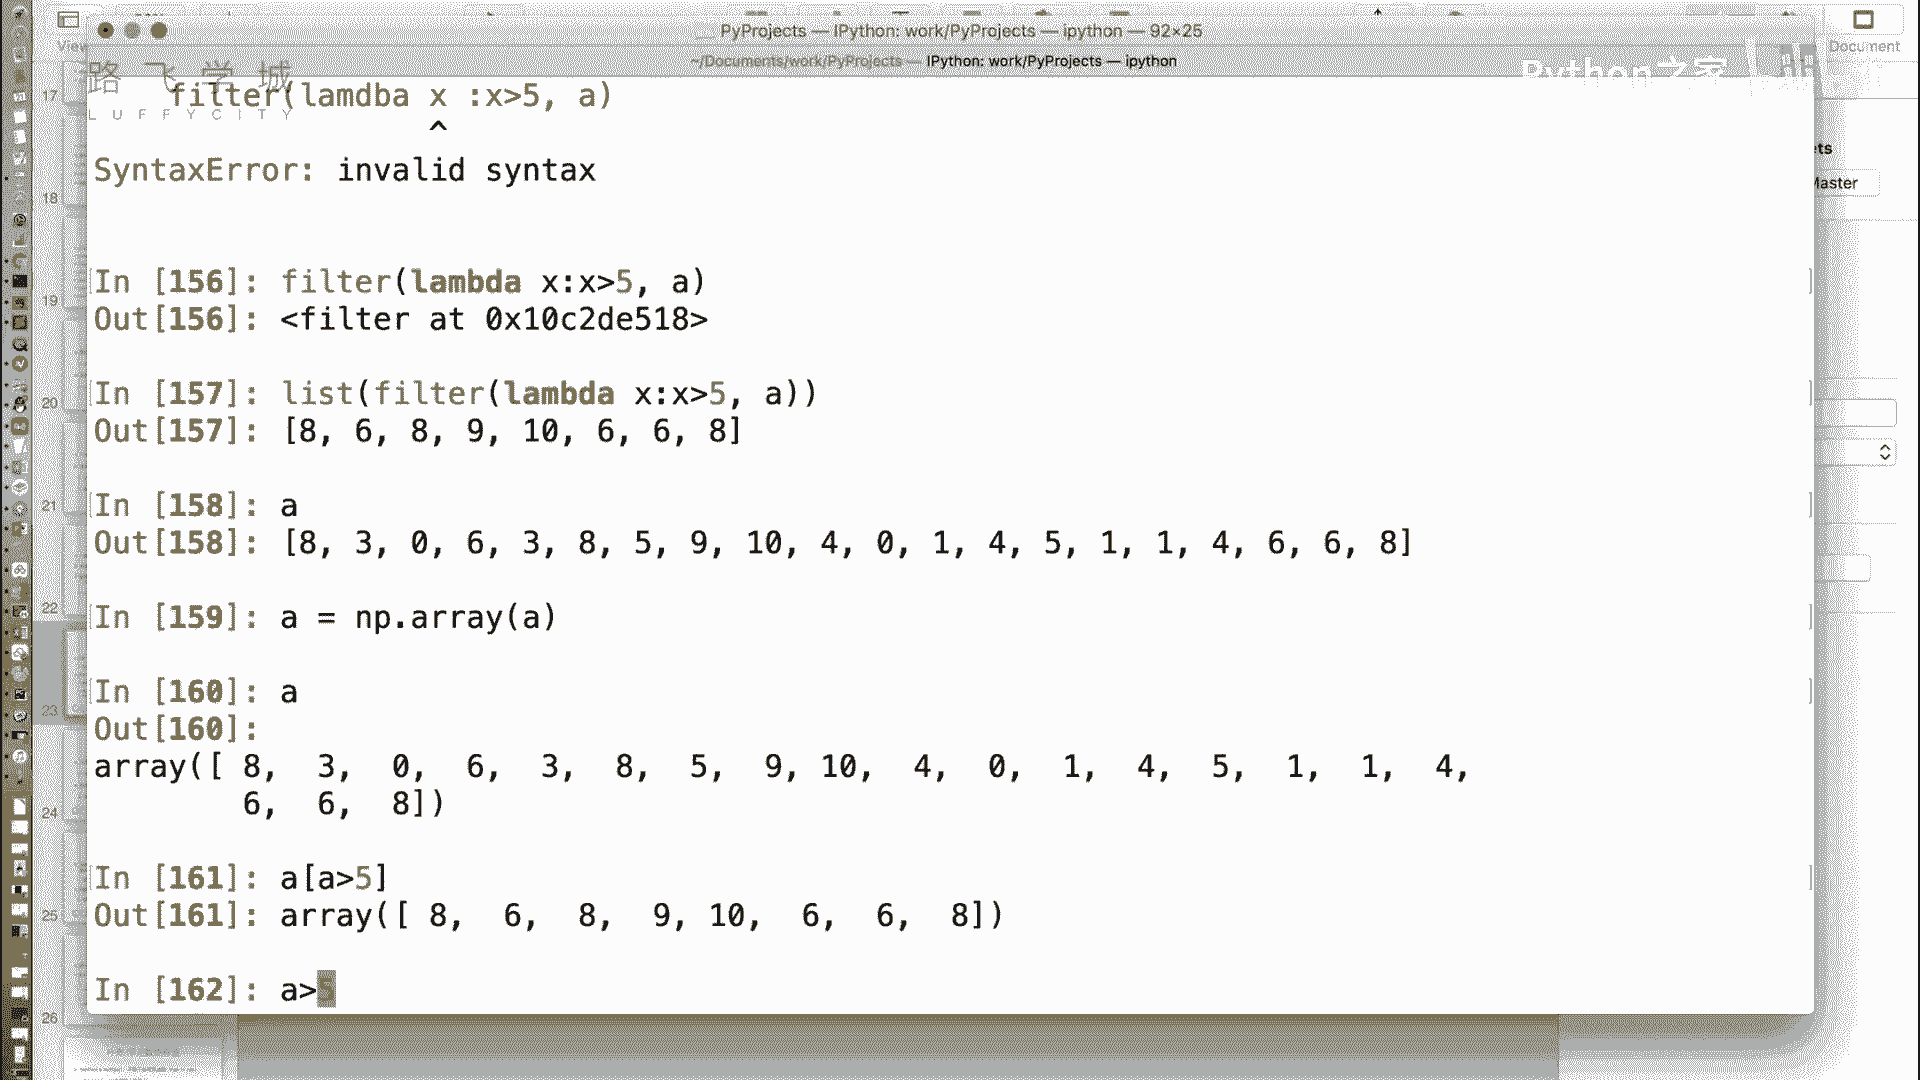 View
PyProjects — IPython: work/PyProjects — ipython — 92×25
Document
~/Documents/work/PyProjects — IPython: work/PyProjects — ipython
路飞学城
LUFFYCITY
Python之家
17
filter(lamdba x :x>5, a)
^
SyntaxError: invalid syntax
Master
18
19
In [156]: filter(lambda x:x>5, a)
Out[156]: <filter at 0x10c2de518>
20
In [157]: list(filter(lambda x:x>5, a))
Out[157]: [8, 6, 8, 9, 10, 6, 6, 8]
21
In [158]: a
Out[158]: [8, 3, 0, 6, 3, 8, 5, 9, 10, 4, 0, 1, 4, 5, 1, 1, 4, 6, 6, 8]
22
In [159]: a = np.array(a)
23
In [160]: a
Out[160]:
array([ 8,  3,  0,  6,  3,  8,  5,  9, 10,  4,  0,  1,  4,  5,  1,  1,  4,
6,  6,  8])
24
In [161]: a[a>5]
25
Out[161]: array([ 8,  6,  8,  9, 10,  6,  6,  8])
26
In [162]: a>5